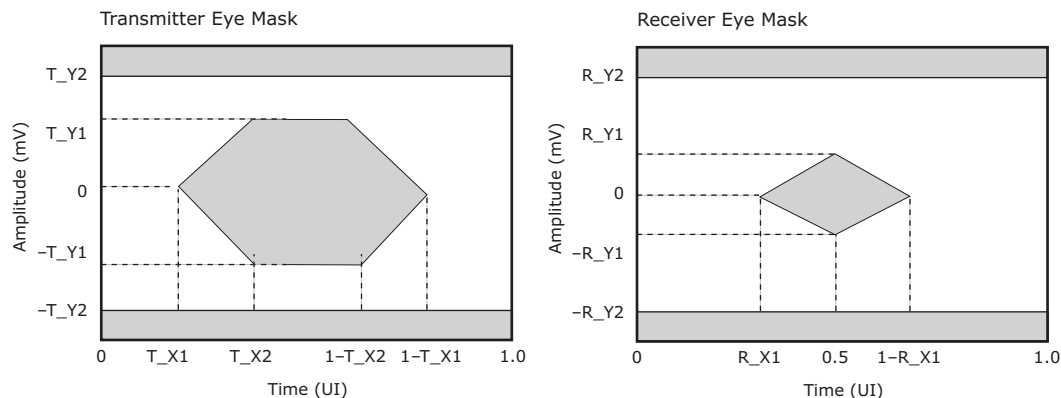 Transmitter Eye Mask
Amplitude (mV)
T_Y2
T_Y1
0
–T_Y1
–T_Y2
0
T_X1
T_X2
1–T_X2
1–T_X1
1.0
Time (UI)
Receiver Eye Mask
Amplitude (mV)
R_Y2
R_Y1
0
–R_Y1
–R_Y2
0
R_X1
0.5
1–R_X1
1.0
Time (UI)